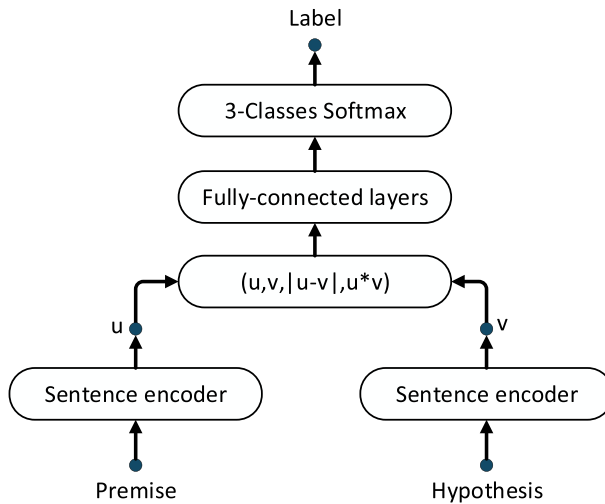 Label
3-Classes Softmax
Fully-connected layers
(u,v,|u-v|,u*v)
u
v
Sentence encoder
Sentence encoder
Premise
Hypothesis